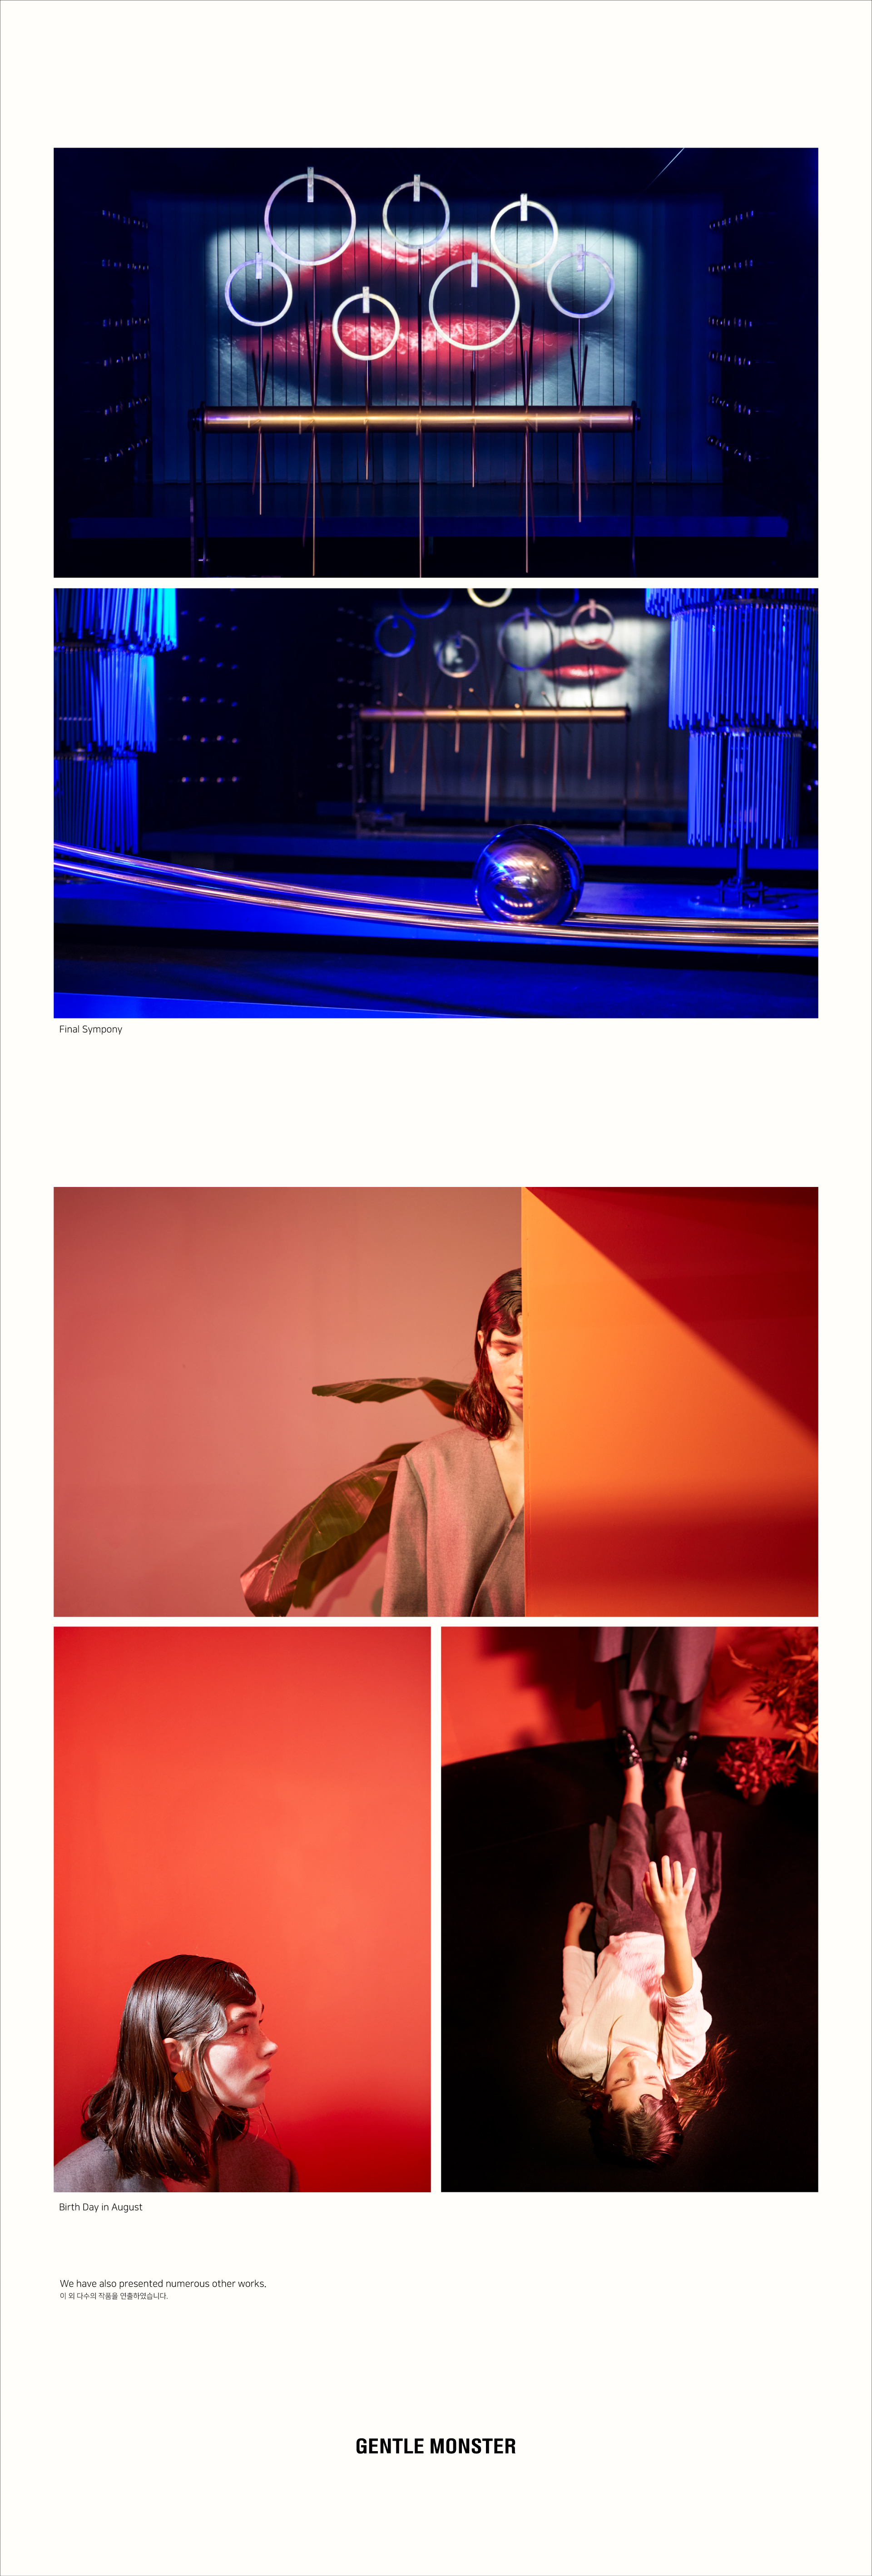 Final Sympony
Birth Day in August
We have also presented numerous other works.
이 외 다수의 작품을 연출하였습니다.
GENTLE MONSTER